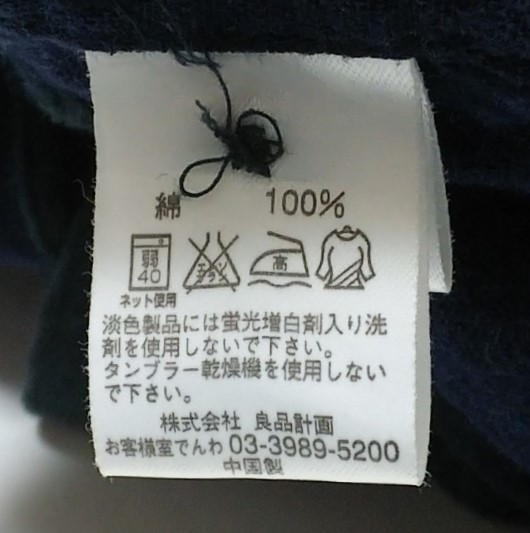 綿 100%
弱 40 エンソサラシ 高
ネット使用
淡色製品には蛍光増白剤入り洗
剤を使用しないで下さい。
タンブラー乾燥機を使用しない
で下さい。
株式会社 良品計画
お客様室でんわ 03-3989-5200
中国製